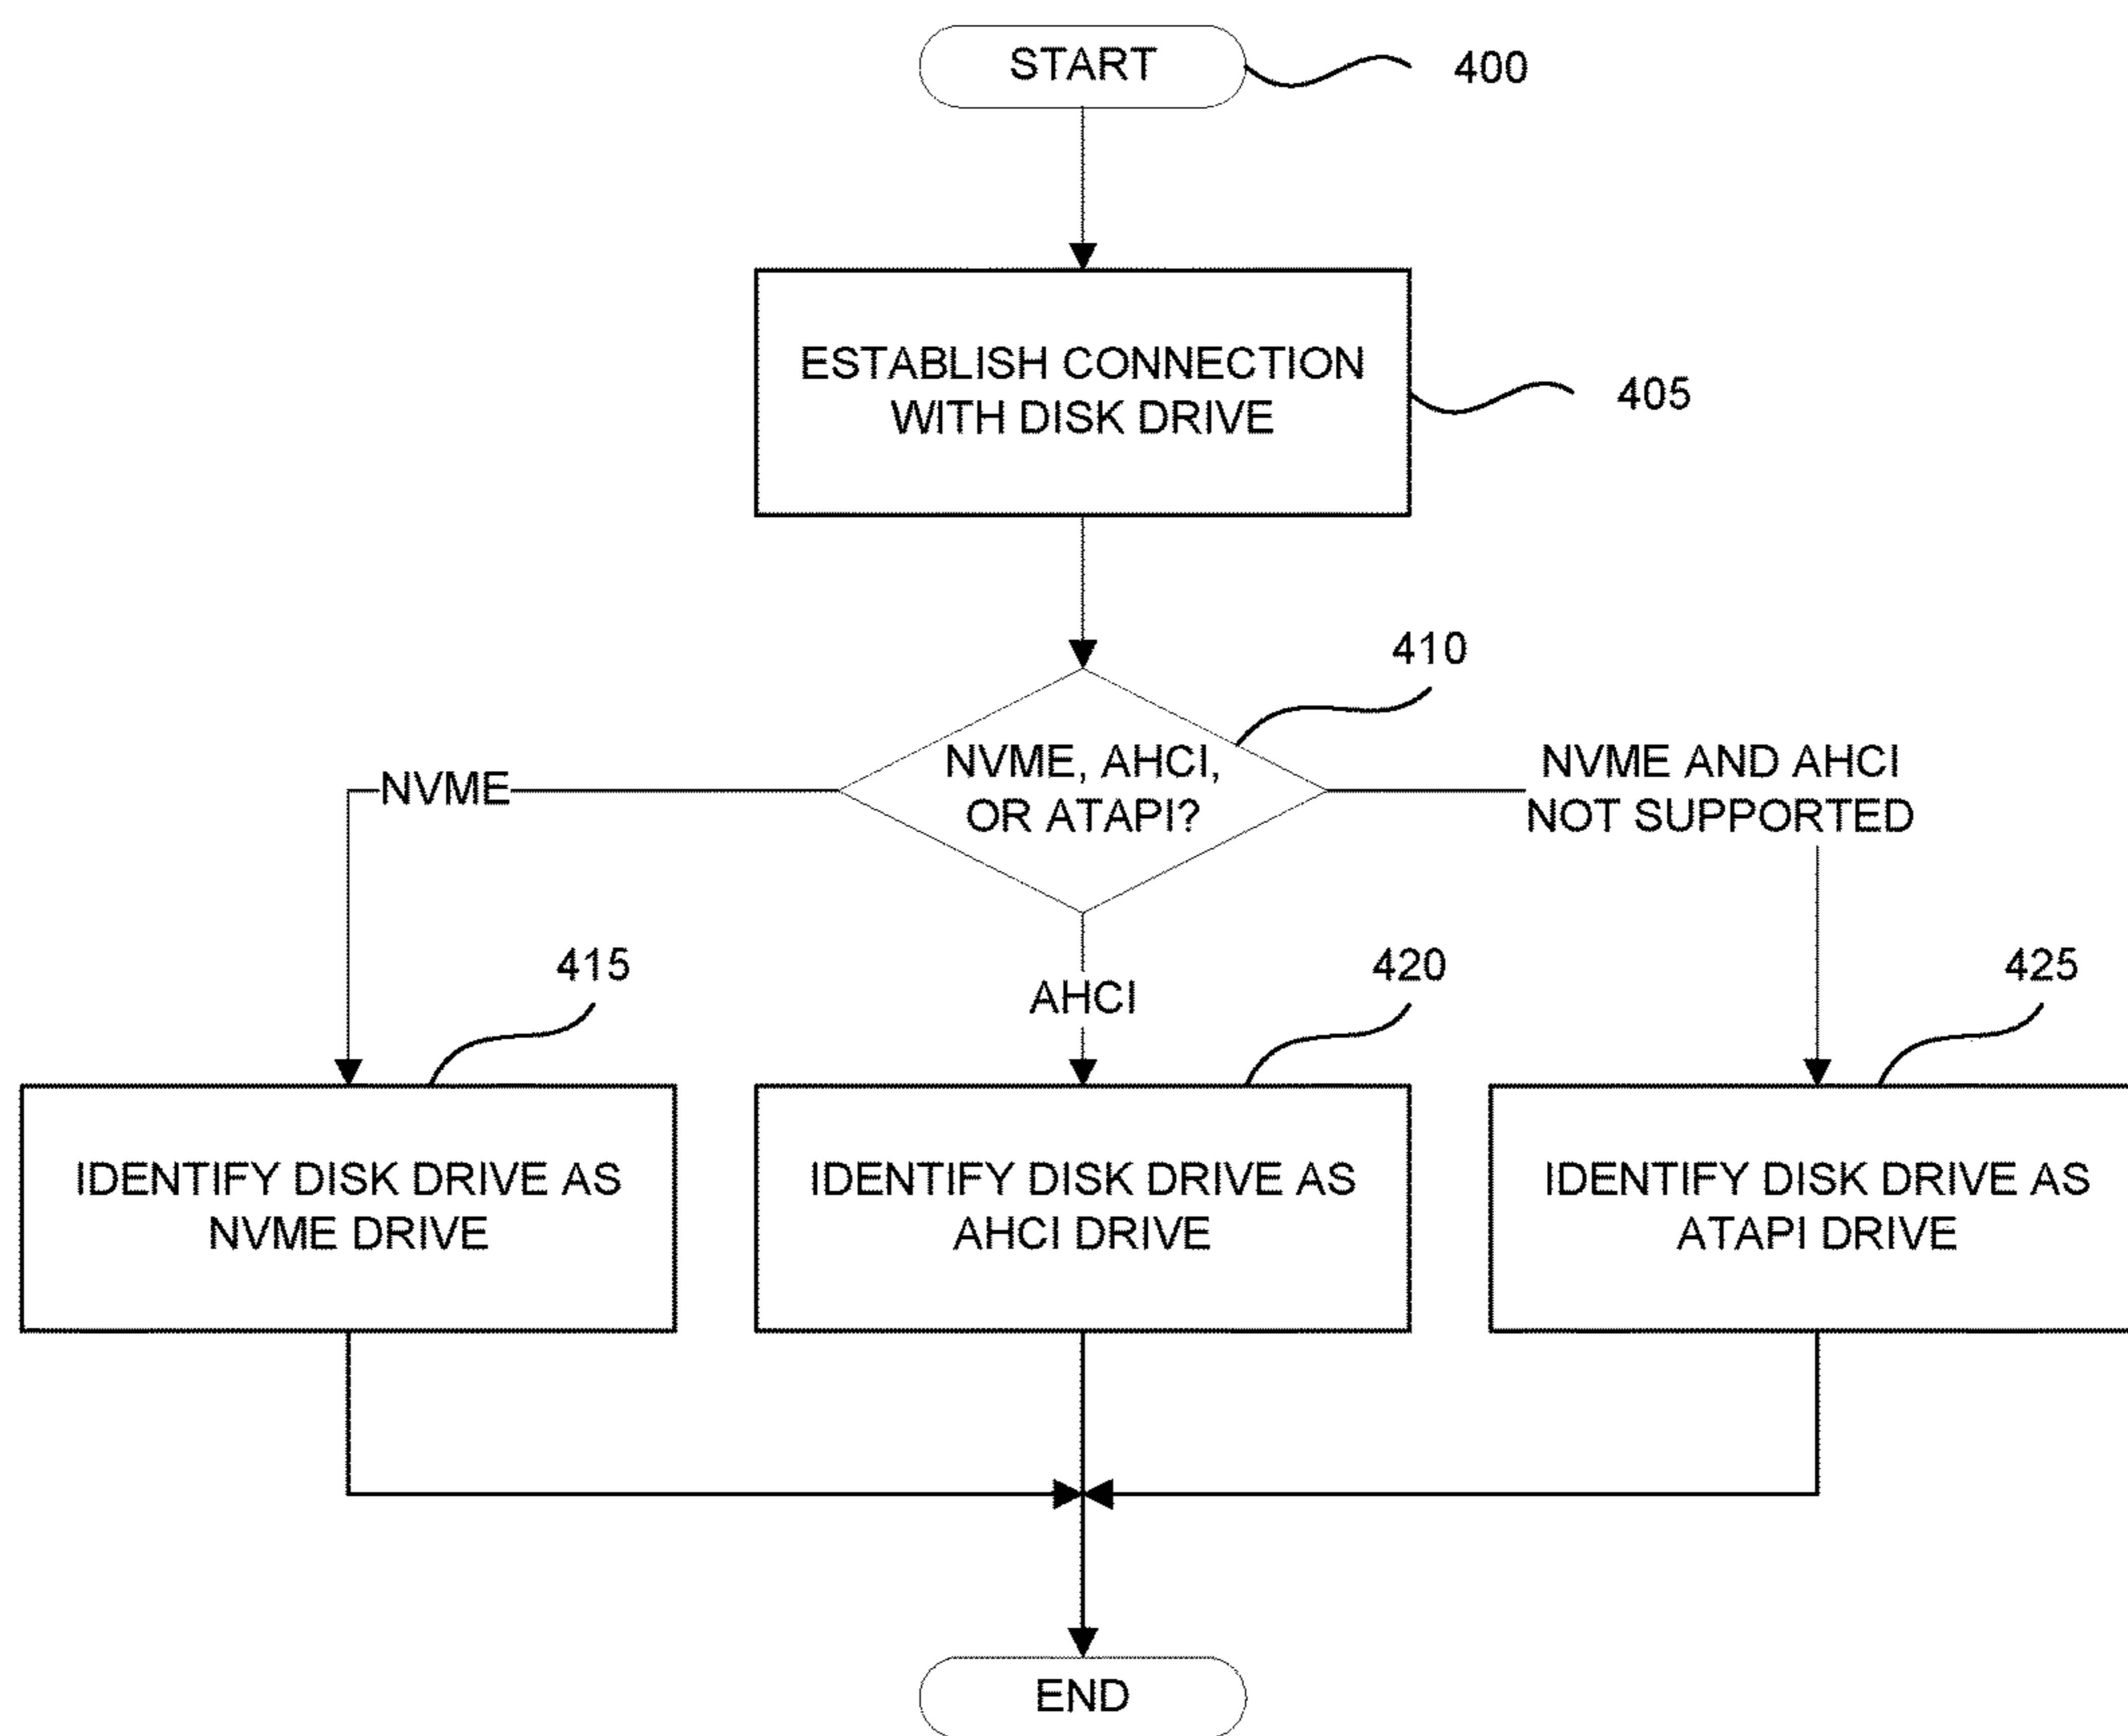 START
400
ESTABLISH CONNECTION
WITH DISK DRIVE
405
410
NVME, AHCI,
OR ATAPI?
NVME
NVME AND AHCI
NOT SUPPORTED
AHCI
415
420
425
IDENTIFY DISK DRIVE AS
NVME DRIVE
IDENTIFY DISK DRIVE AS
AHCI DRIVE
IDENTIFY DISK DRIVE AS
ATAPI DRIVE
END